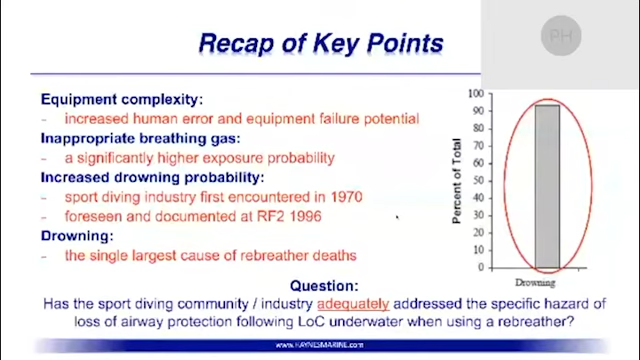 Recap of Key Points
PH
Equipment complexity:
- increased human error and equipment failure potential
Inappropriate breathing gas:
- a significantly higher exposure probability
Increased drowning probability:
- sport diving industry first encountered in 1970
- foreseen and documented at RF2 1996
Drowning:
- the single largest cause of rebreather deaths
Percent of Total
100
90
80
70
60
50
40
30
20
10
0
Drowning
Question:
Has the sport diving community / industry adequately addressed the specific hazard of
loss of airway protection following LoC underwater when using a rebreather?
www.HAYNESMARINE.com